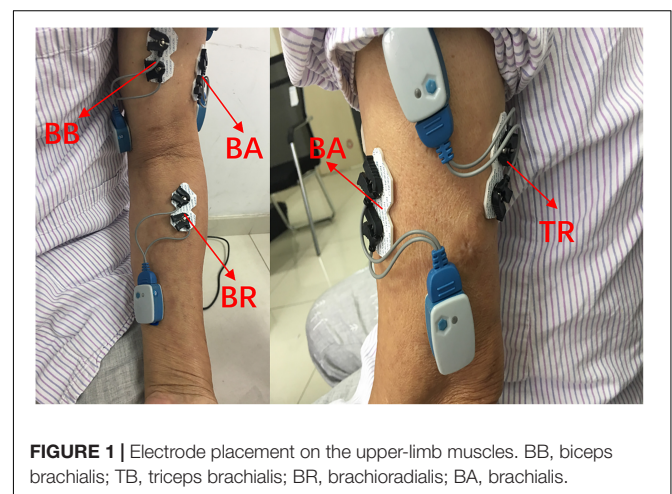 BB
BA
BR
BA
TR
FIGURE 1 | Electrode placement on the upper-limb muscles. BB, biceps
brachialis; TB, triceps brachialis; BR, brachioradialis; BA, brachialis.